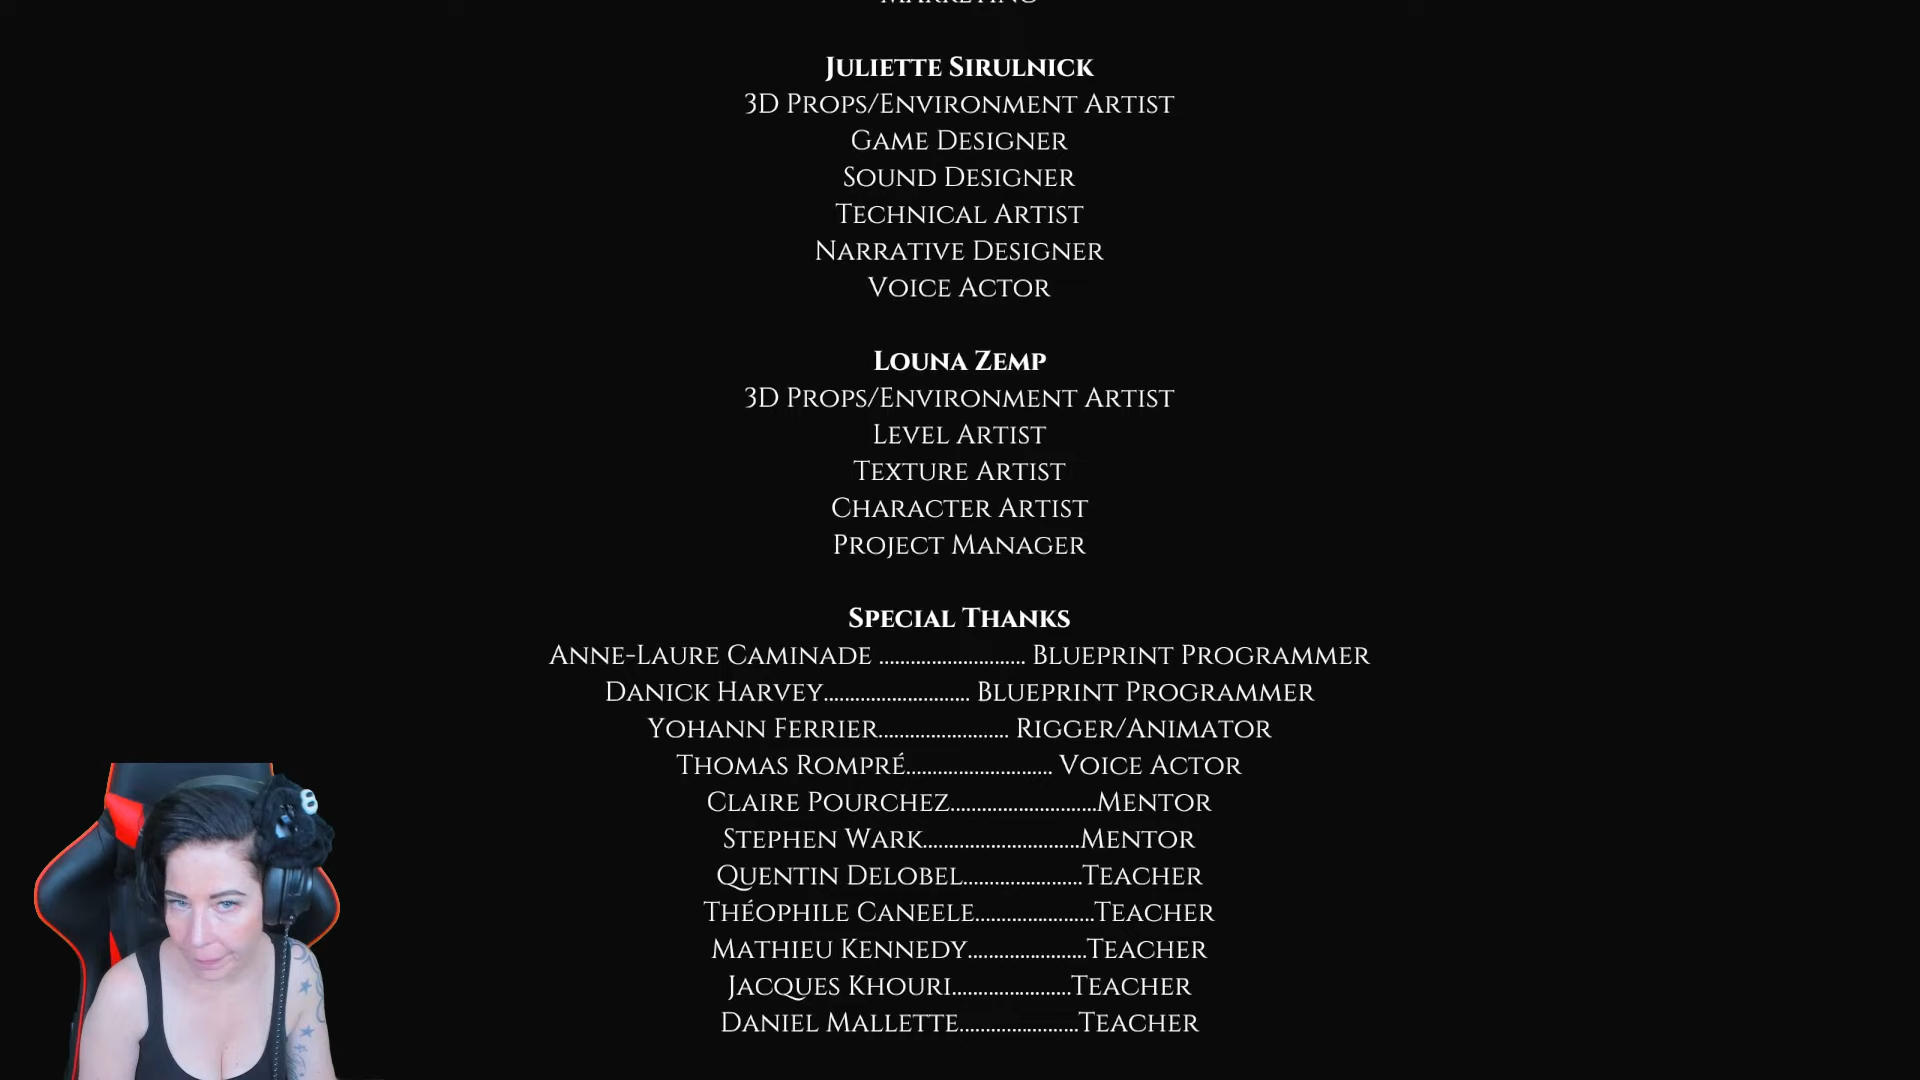 Marketing
Juliette Sirulnick
3D Props/Environment Artist
Game Designer
Sound Designer
Technical Artist
Narrative Designer
Voice Actor
Louna Zemp
3D Props/Environment Artist
Level Artist
Texture Artist
Character Artist
Project Manager
Special Thanks
Anne-Laure Caminade ............................ Blueprint Programmer
Danick Harvey............................ Blueprint Programmer
Yohann Ferrier......................... Rigger/Animator
Thomas Rompré............................ Voice Actor
Claire Pourchez............................Mentor
Stephen Wark..............................Mentor
Quentin Delobel.......................Teacher
Théophile Caneele.......................Teacher
Mathieu Kennedy.......................Teacher
Jacques Khouri.......................Teacher
Daniel Mallette.......................Teacher
8